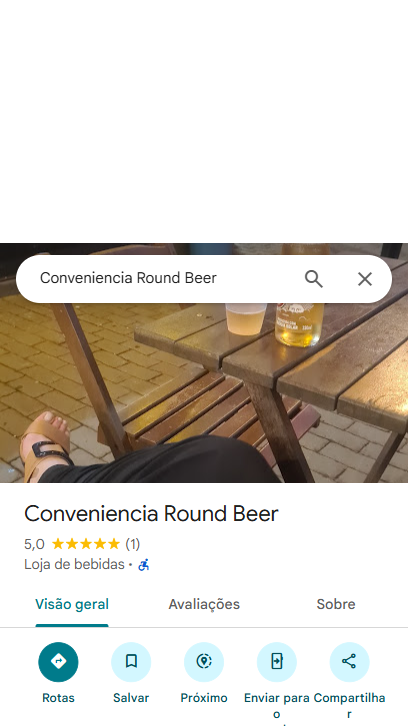 Conveniencia Round Beer
Conveniencia Round Beer
5,0 ★★★★★ (1)
Loja de bebidas ·
Visão geral
Avaliações
Sobre
Rotas
Salvar
Próximo
Enviar para o
Compartilhar